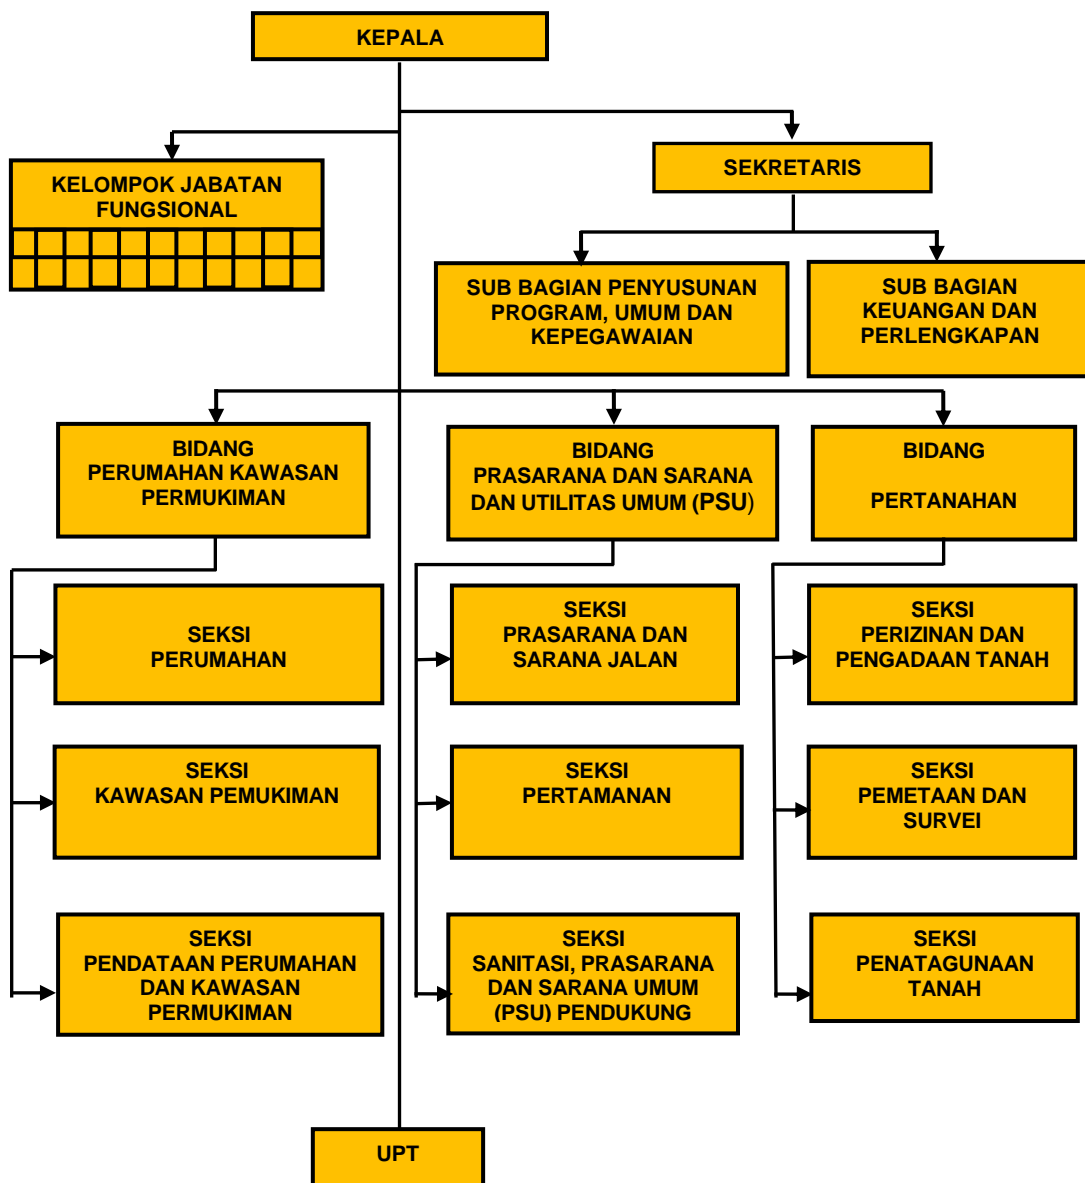 KEPALA
SEKRETARIS
KELOMPOK JABATAN
FUNGSIONAL
SUB BAGIAN PENYUSUNAN
PROGRAM, UMUM DAN
KEPEGAWAIAN
SUB BAGIAN
KEUANGAN DAN
PERLENGKAPAN
BIDANG
PERUMAHAN KAWASAN
PERMUKIMAN
BIDANG
PRASARANA DAN SARANA
DAN UTILITAS UMUM (PSU)
BIDANG
PERTANAHAN
SEKSI
PERUMAHAN
SEKSI
PRASARANA DAN
SARANA JALAN
SEKSI
PERIZINAN DAN
PENGADAAN TANAH
SEKSI
KAWASAN PEMUKIMAN
SEKSI
PERTAMANAN
SEKSI
PEMETAAN DAN
SURVEI
SEKSI
PENDATAAN PERUMAHAN
DAN KAWASAN
PERMUKIMAN
SEKSI
SANITASI, PRASARANA
DAN SARANA UMUM
(PSU) PENDUKUNG
SEKSI
PENATAGUNAAN
TANAH
UPT